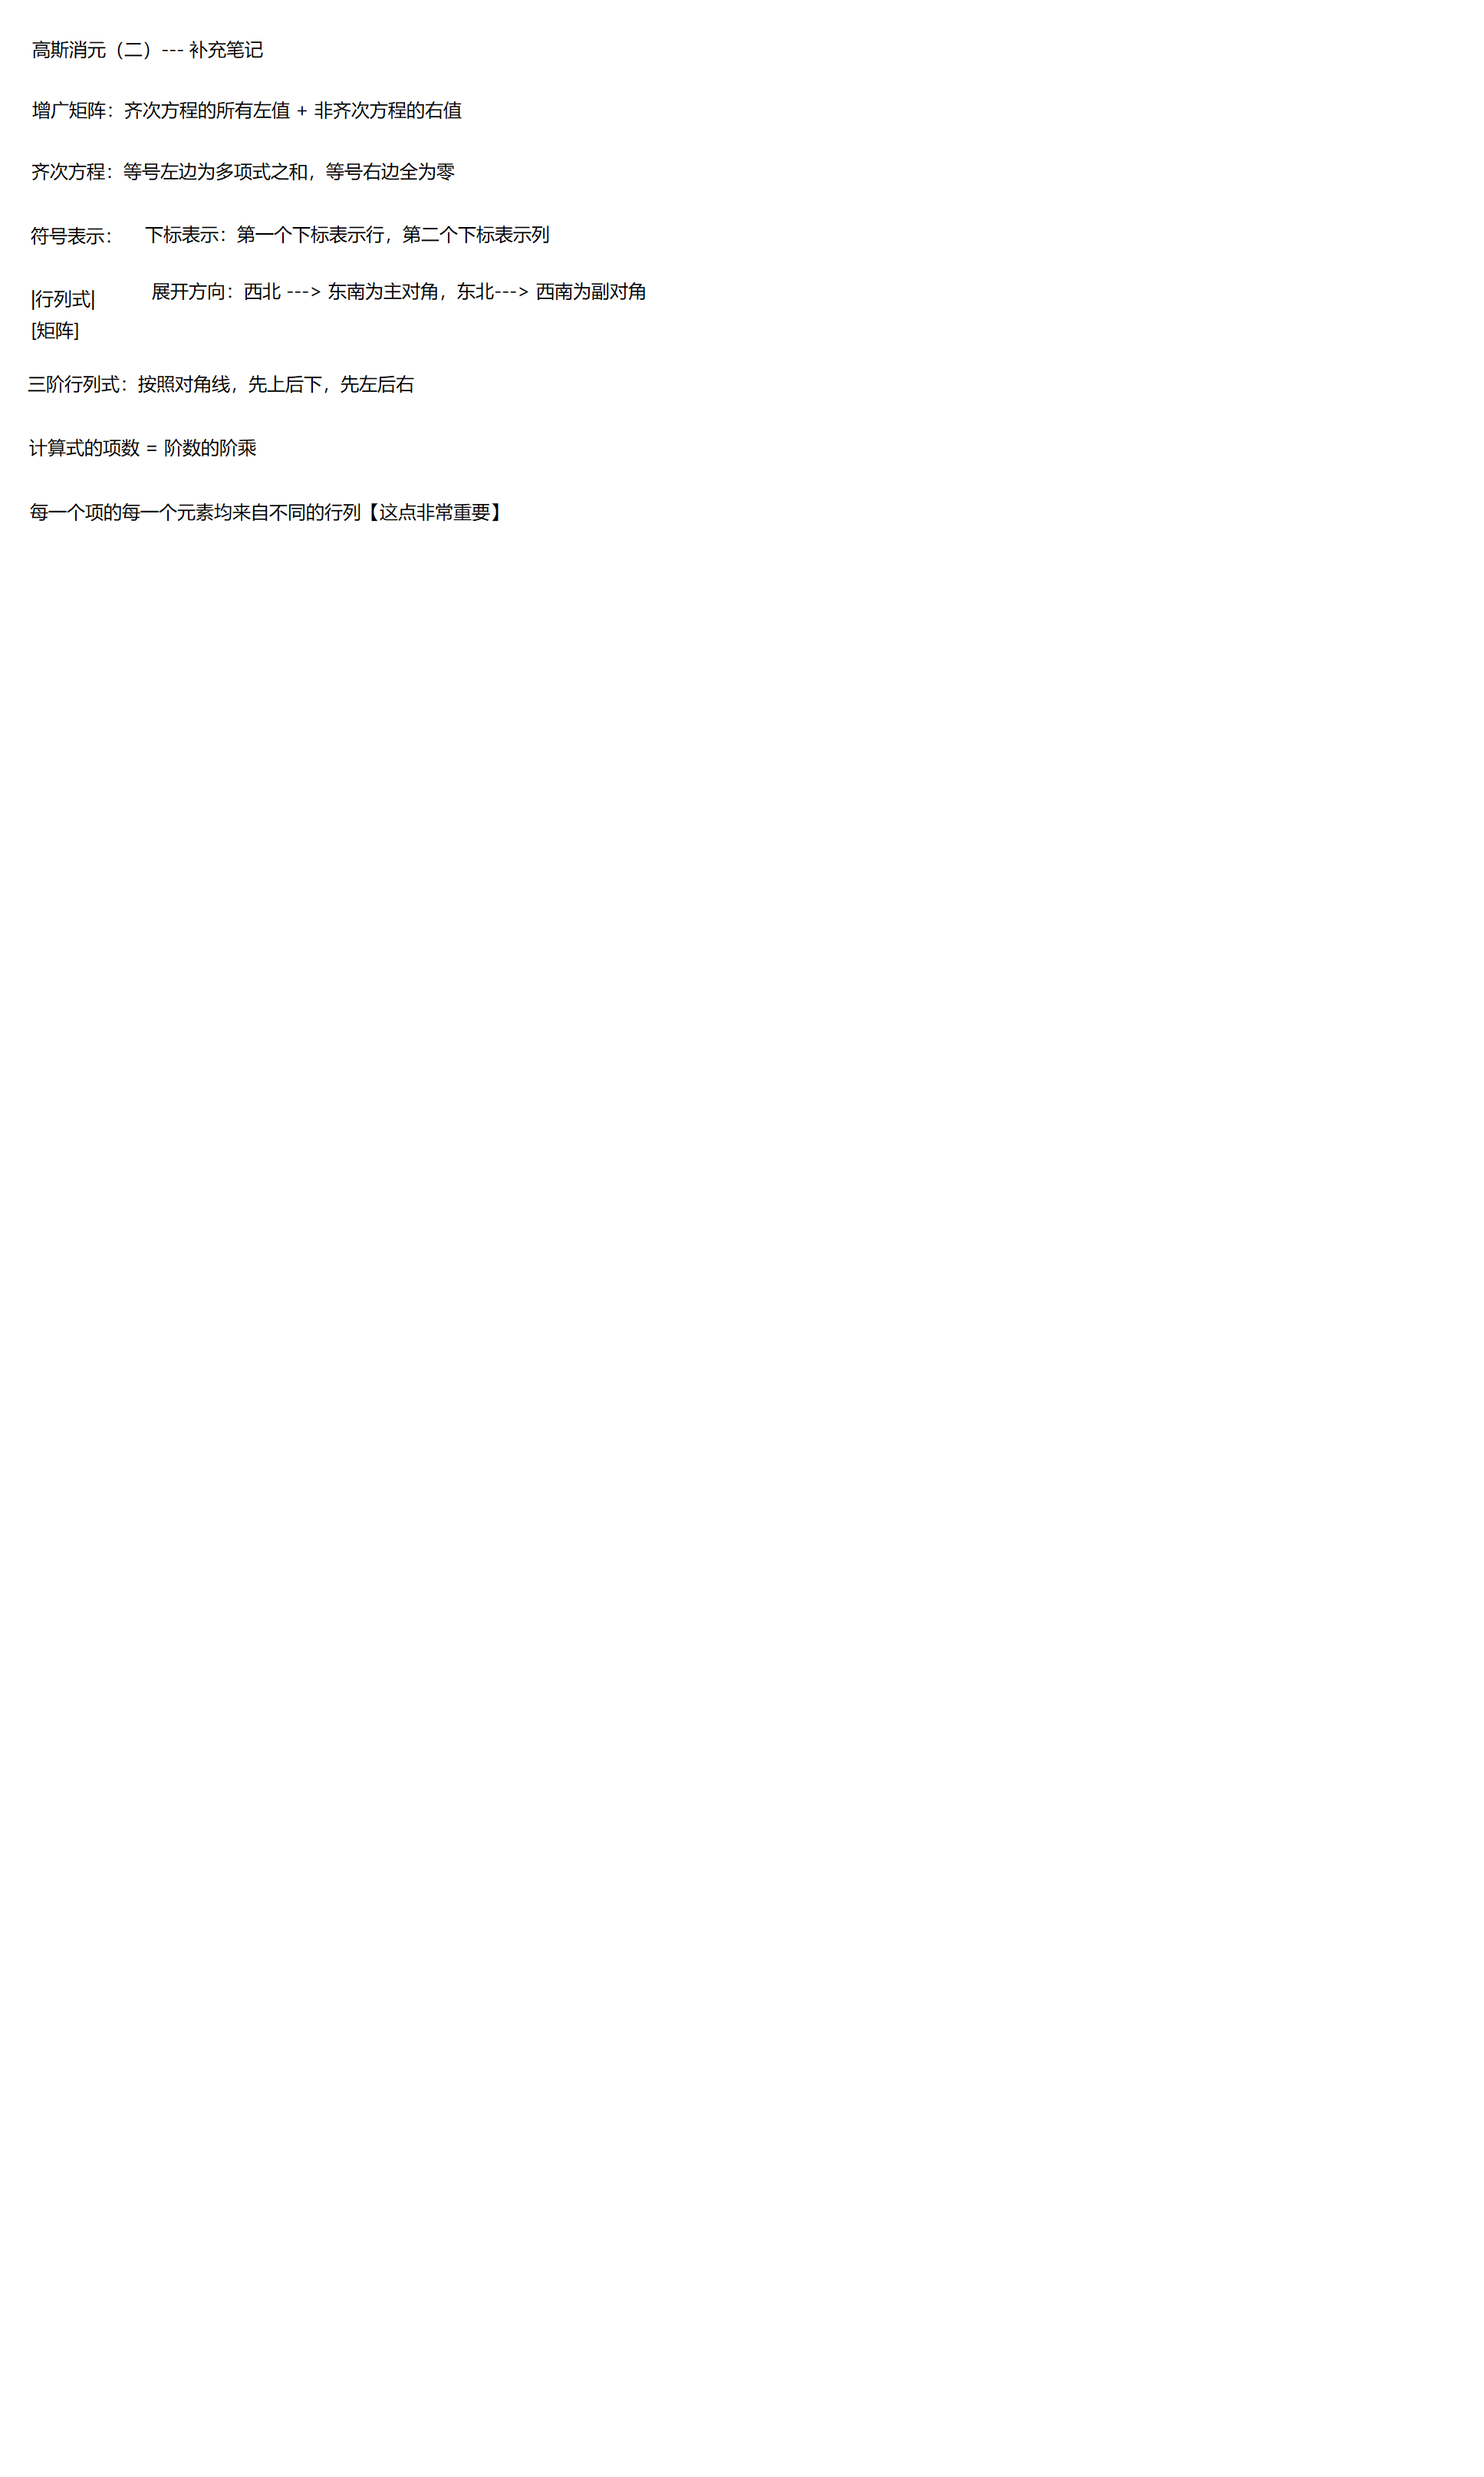 高斯消元（二）--- 补充笔记
增广矩阵：齐次方程的所有左值 + 非齐次方程的右值
齐次方程：等号左边为多项式之和，等号右边全为零
符号表示：
下标表示：第一个下标表示行，第二个下标表示列
展开方向：西北 ---> 东南为主对角，东北---> 西南为副对角
|行列式|
[矩阵]
三阶行列式：按照对角线，先上后下，先左后右
计算式的项数 = 阶数的阶乘
每一个项的每一个元素均来自不同的行列【这点非常重要】